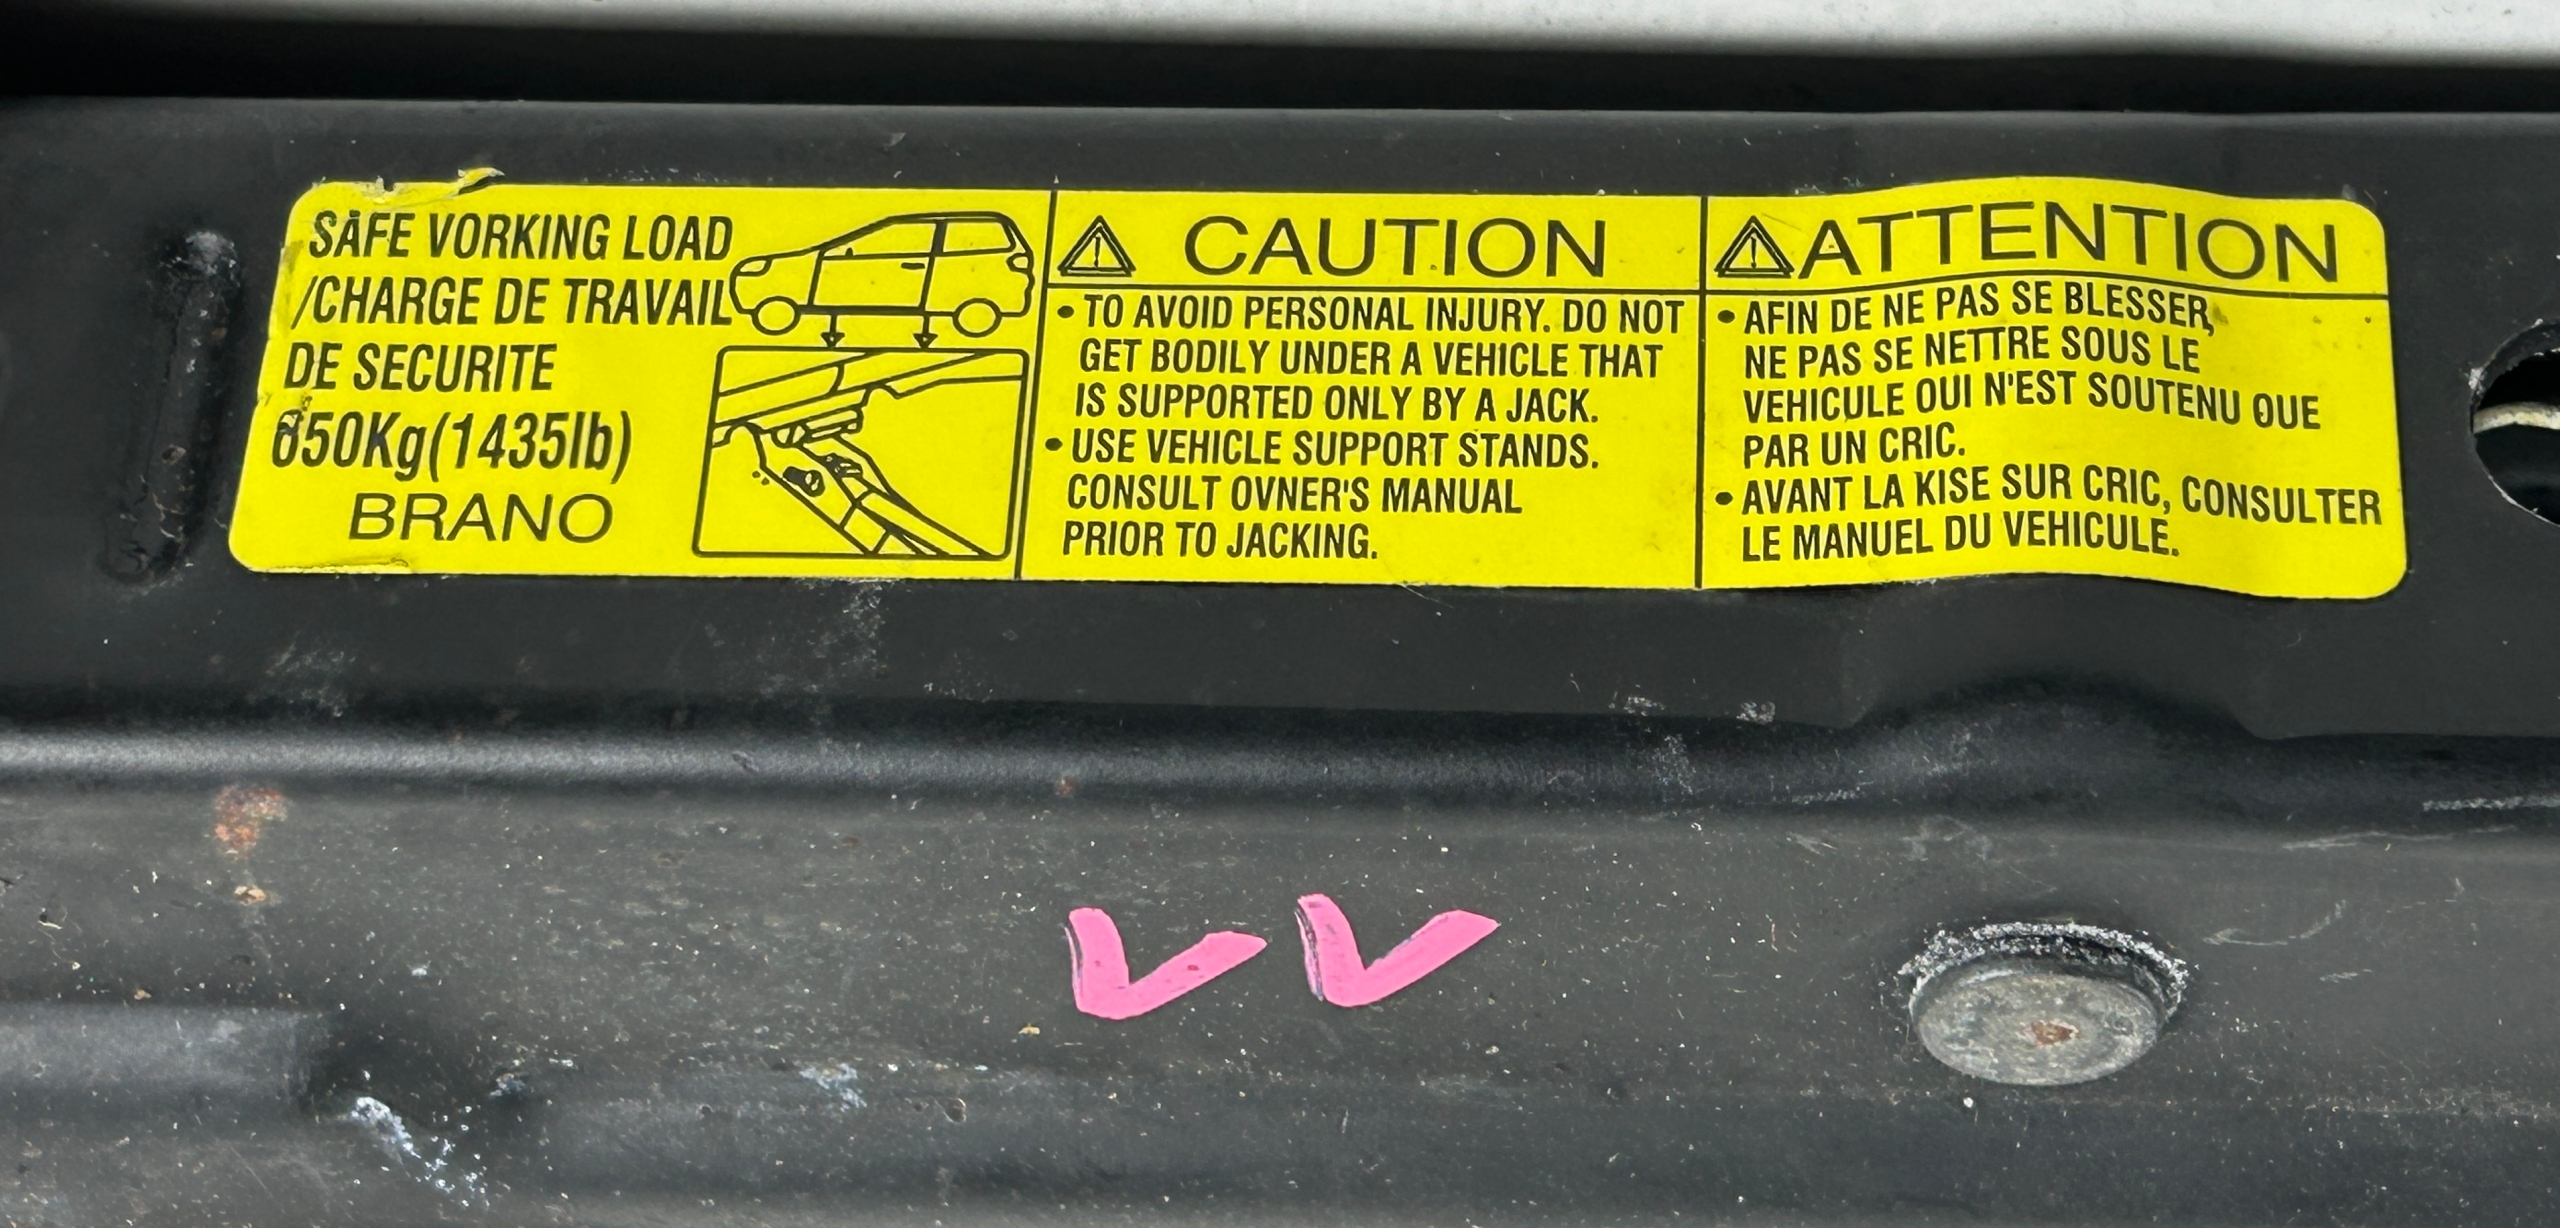 SAFE VORKING LOAD
/CHARGE DE TRAVAIL
DE SECURITE
650Kg(1435lb)
BRANO
CAUTION
• TO AVOID PERSONAL INJURY. DO NOT
GET BODILY UNDER A VEHICLE THAT
IS SUPPORTED ONLY BY A JACK.
• USE VEHICLE SUPPORT STANDS.
CONSULT OVNER'S MANUAL
PRIOR TO JACKING.
ATTENTION
• AFIN DE NE PAS SE BLESSER,
NE PAS SE NETTRE SOUS LE
VEHICULE OUI N'EST SOUTENU OUE
PAR UN CRIC.
• AVANT LA KISE SUR CRIC, CONSULTER
LE MANUEL DU VEHICULE.